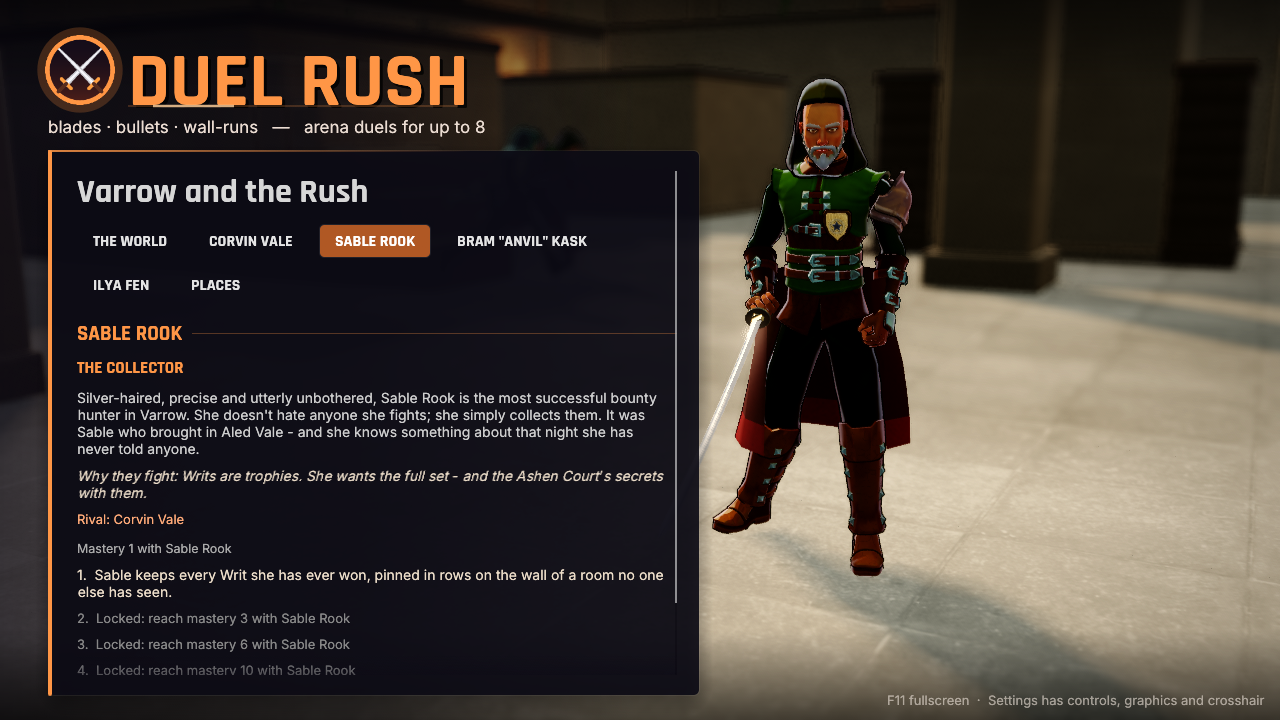 DUEL RUSH
blades · bullets · wall-runs — arena duels for up to 8
Varrow and the Rush
THE WORLD CORVIN VALE SABLE ROOK BRAM "ANVIL" KASK
ILYA FEN PLACES
SABLE ROOK
THE COLLECTOR
Silver-haired, precise and utterly unbothered, Sable Rook is the most successful bounty
hunter in Varrow. She doesn't hate anyone she fights; she simply collects them. It was
Sable who brought in Aled Vale - and she knows something about that night she has
never told anyone.
Why they fight: Writs are trophies. She wants the full set - and the Ashen Court's secrets
with them.
Rival: Corvin Vale
Mastery 1 with Sable Rook
1. Sable keeps every Writ she has ever won, pinned in rows on the wall of a room no one
else has seen.
2. Locked: reach mastery 3 with Sable Rook
3. Locked: reach mastery 6 with Sable Rook
4. Locked: reach mastery 10 with Sable Rook
F11 fullscreen · Settings has controls, graphics and crosshair